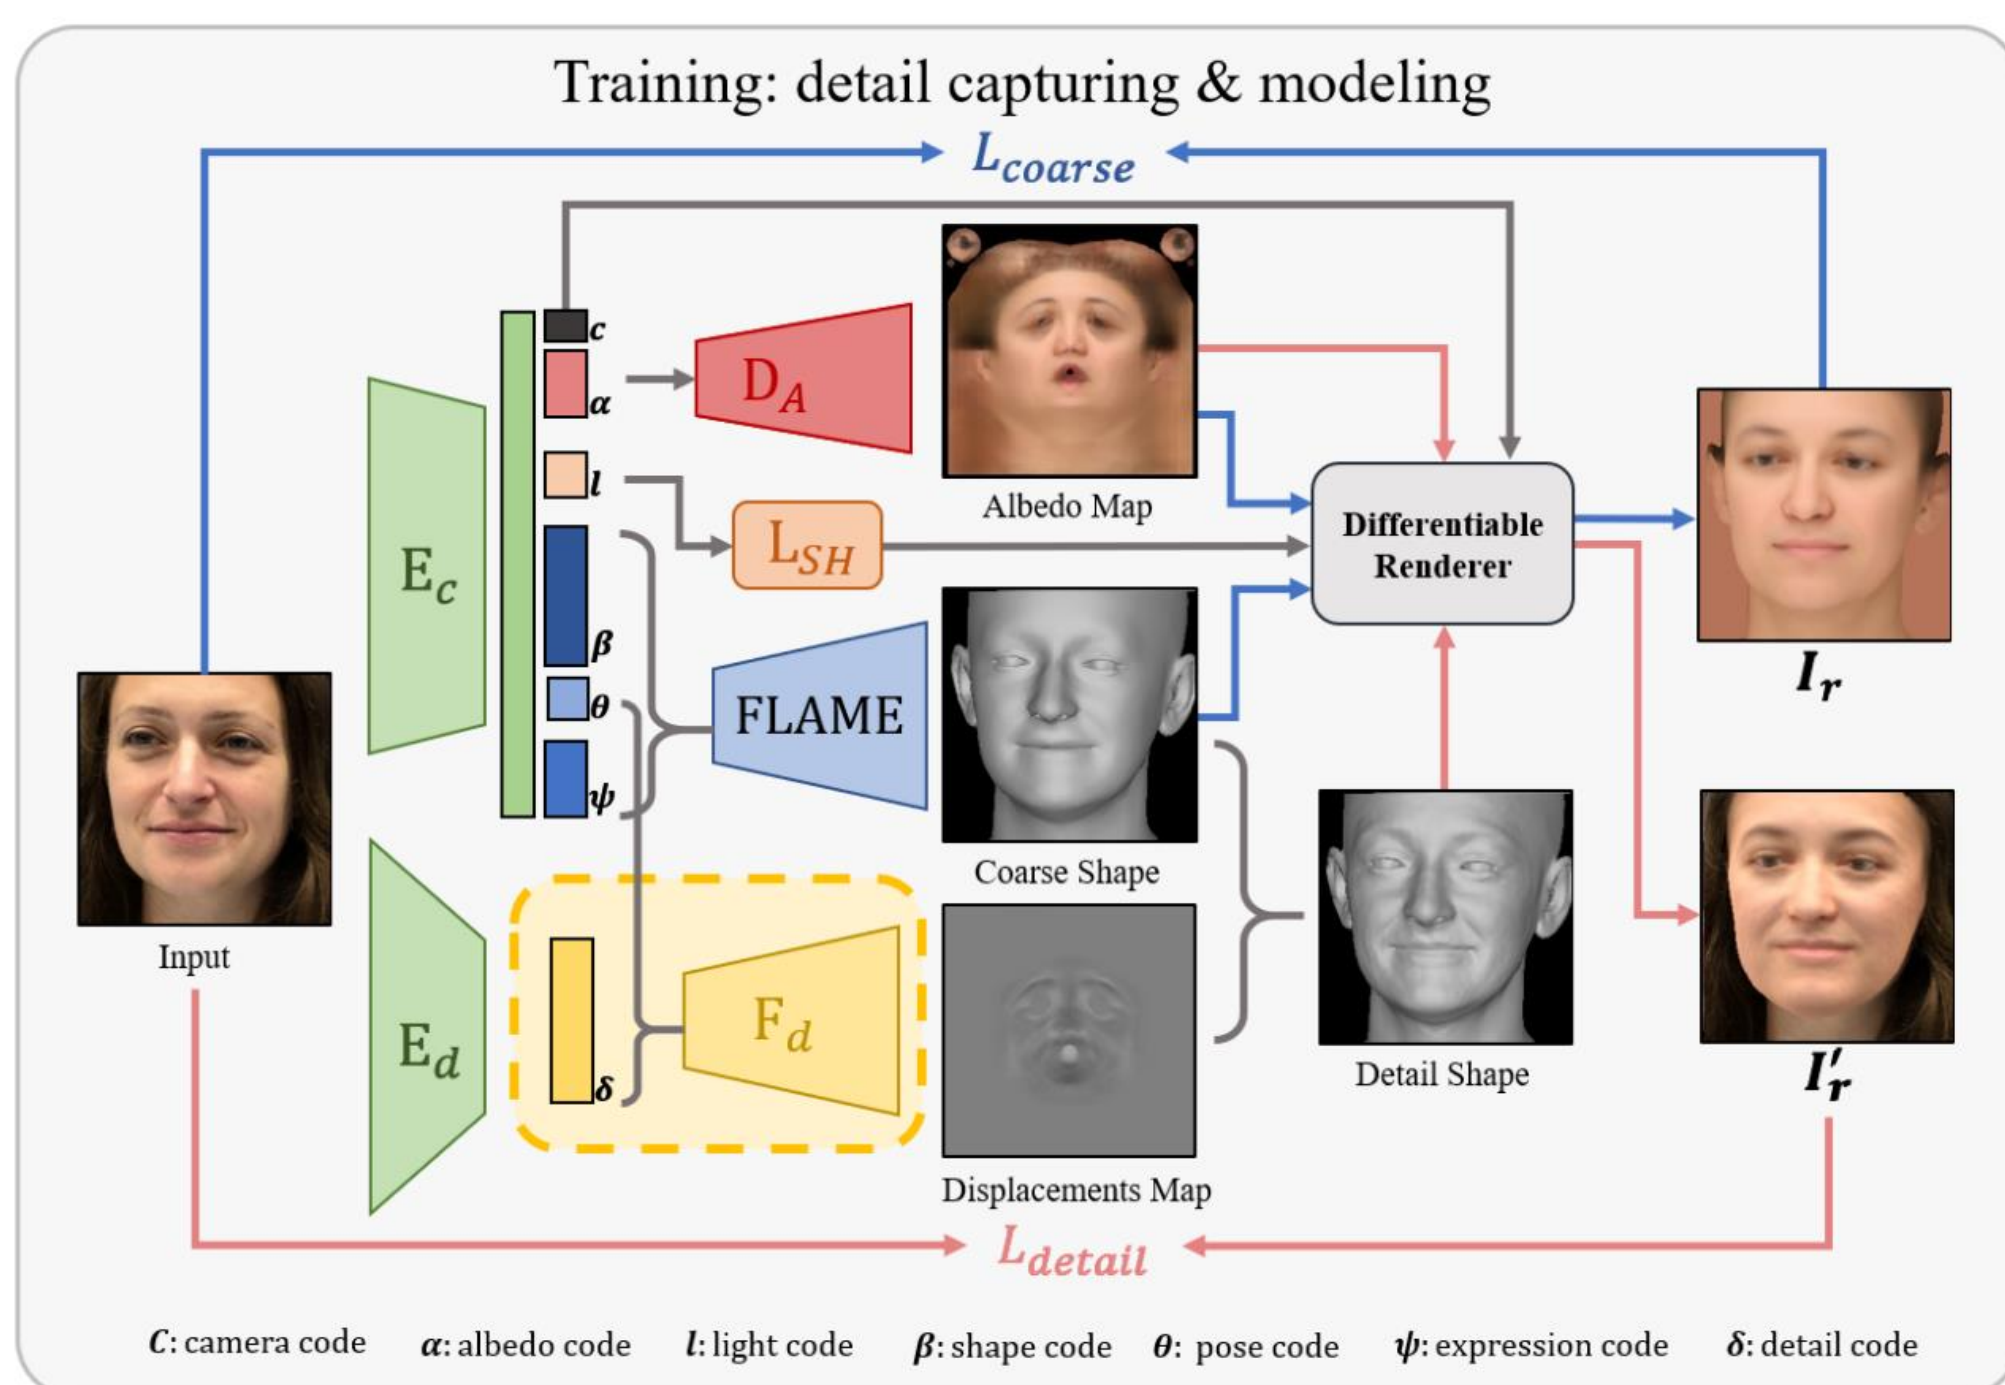 Training: detail capturing & modeling
L_coarse
c
α
D_A
l
Albedo Map
L_SH
Differentiable
Renderer
E_c
β
θ
FLAME
ψ
I_r
Coarse Shape
Input
E_d
δ
F_d
Detail Shape
I'_r
Displacements Map
L_detail
C: camera code α: albedo code l: light code β: shape code θ: pose code ψ: expression code δ: detail code